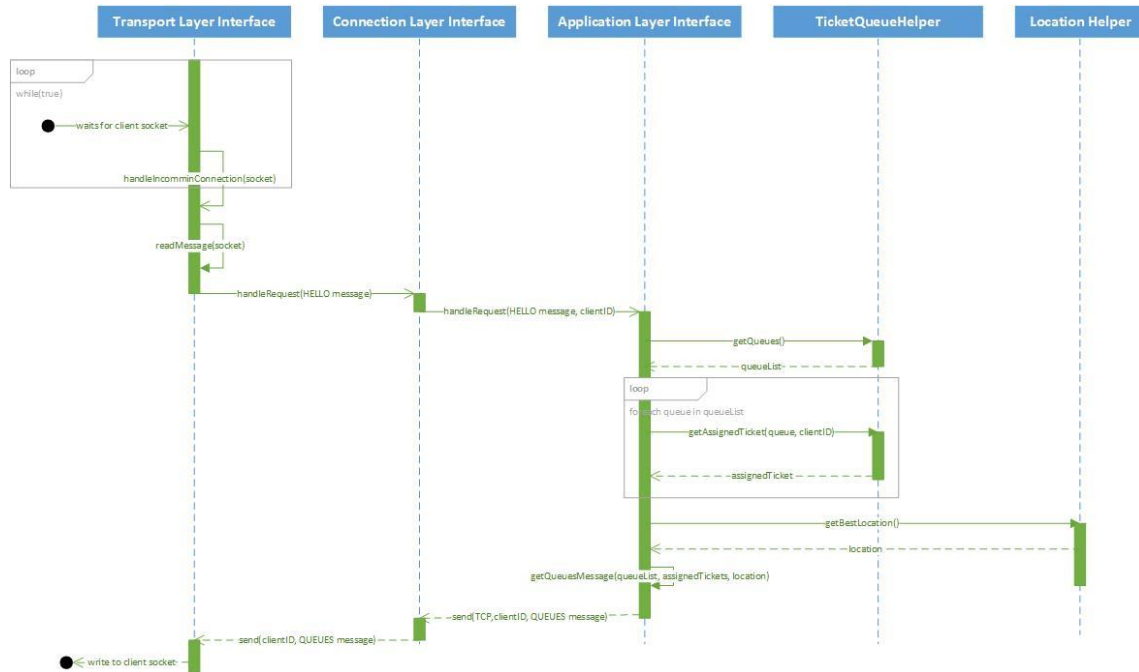 Transport Layer Interface
Connection Layer Interface
Application Layer Interface
TicketQueueHelper
Location Helper
loop
while(true)
waits for client socket
handleIncomminConnection(socket)
readMessage(socket)
handleRequest(HELLO message)
handleRequest(HELLO message, clientID)
getQueues()
queueList
loop
for each queue in queueList
getAssignedTicket(queue, clientID)
assignedTicket
getBestLocation()
location
getQueuesMessage(queueList, assignedTickets, location)
send(TCP,clientID, QUEUES message)
send(clientID, QUEUES message)
write to client socket